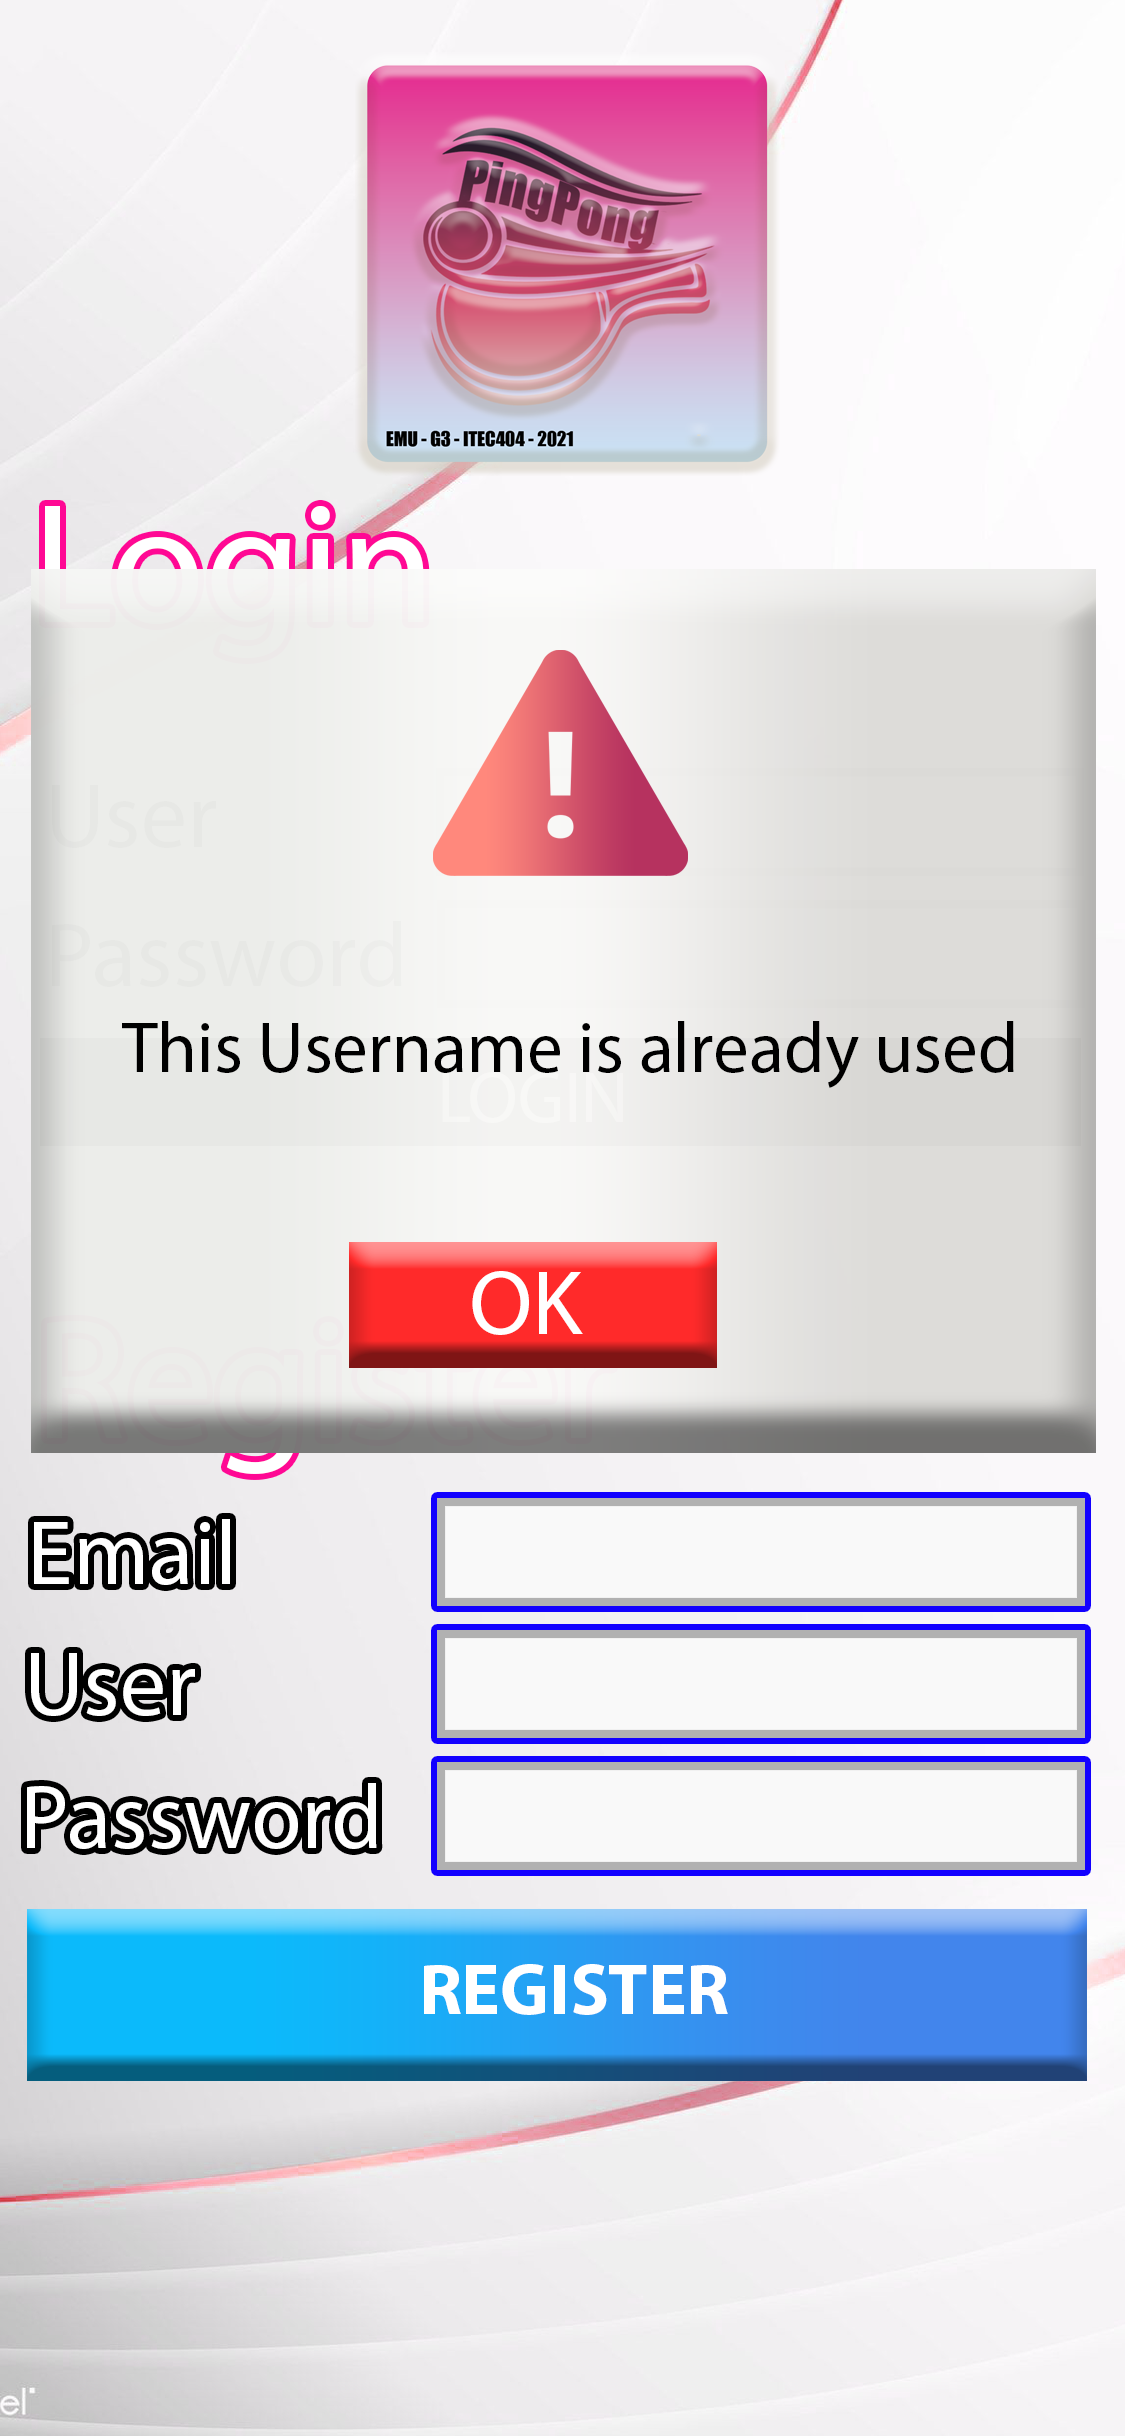 PingPong
EMU - G3 - ITEC404 - 2021
Login
User
Password
This Username is already used
LOGIN
OK
Register
Email
User
Password
REGISTER
el